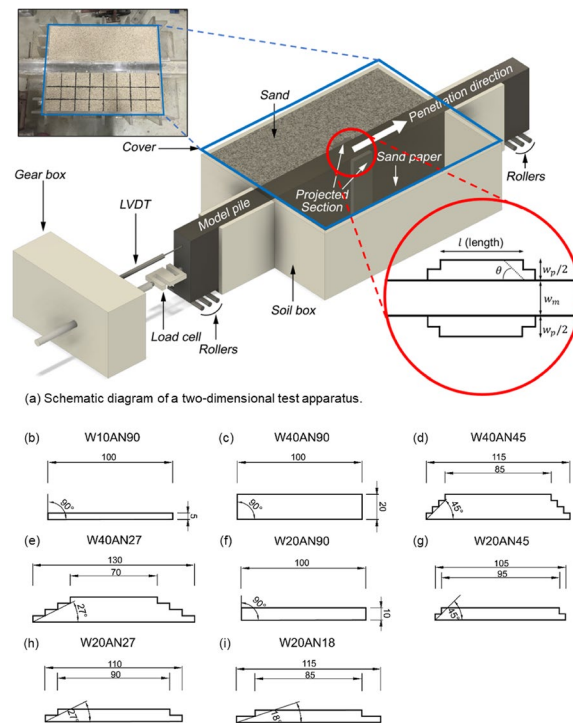 Sand
Penetration direction
Cover
Sand paper
Gear box
Projected
Section
Rollers
LVDT
Model pile
l (length)
θ
wₚ/2
wₘ
wₚ/2
Load cell
Rollers
Soil box
(a) Schematic diagram of a two-dimensional test apparatus.
(b) W10AN90
100
90°
5
(c) W40AN90
100
90°
20
(d) W40AN45
115
85
45°
(e) W40AN27
130
70
27°
(f) W20AN90
100
90°
10
(g) W20AN45
105
95
45°
(h) W20AN27
110
90
27°
(i) W20AN18
115
85
18°